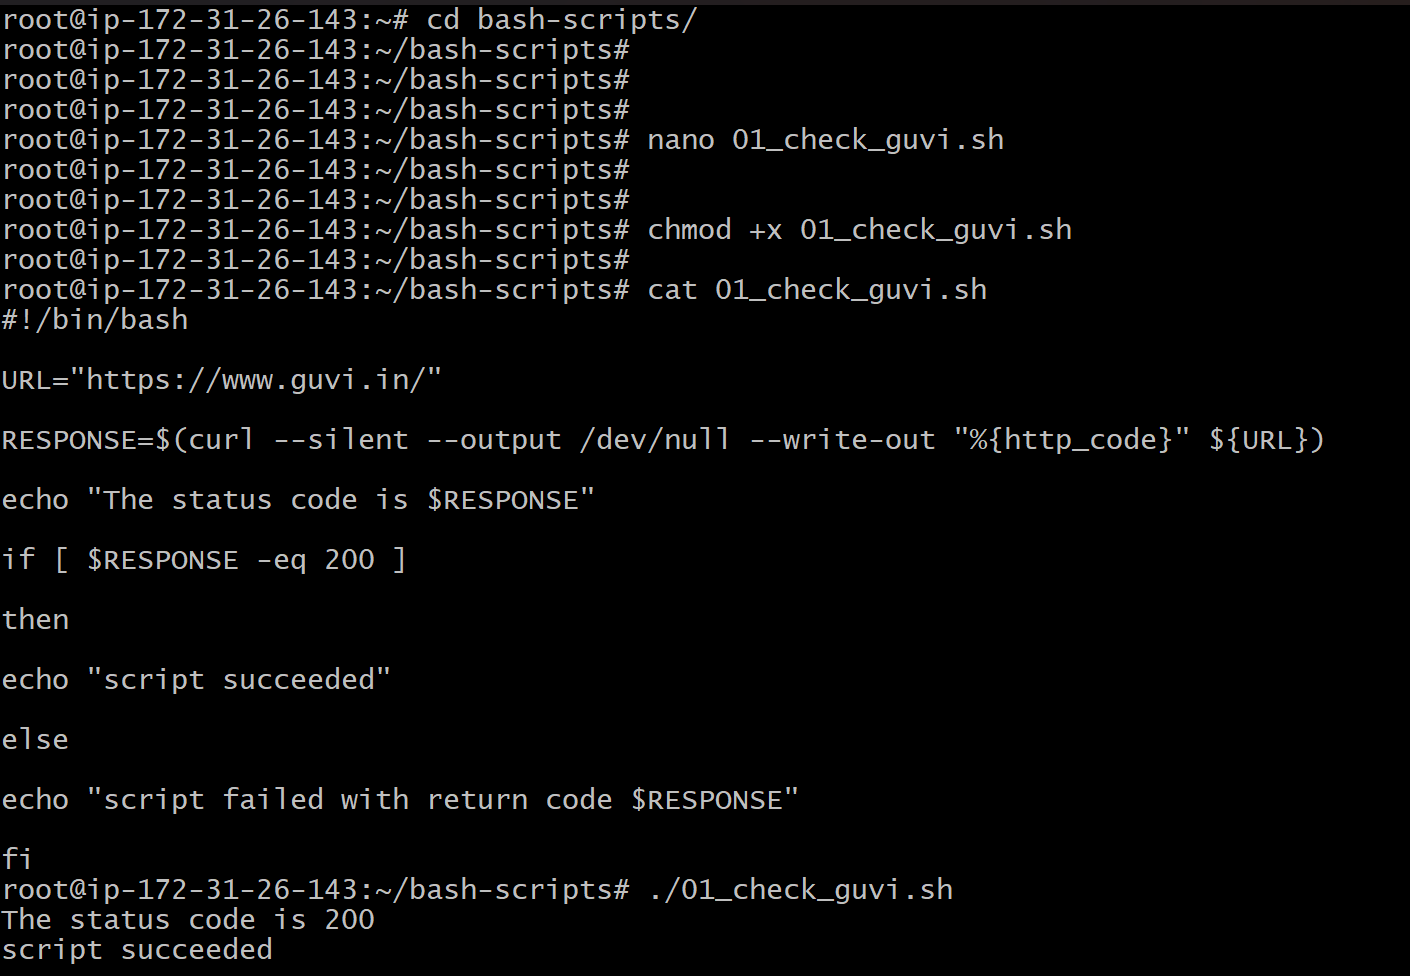 root@ip-172-31-26-143:~# cd bash-scripts/
root@ip-172-31-26-143:~/bash-scripts#
root@ip-172-31-26-143:~/bash-scripts#
root@ip-172-31-26-143:~/bash-scripts#
root@ip-172-31-26-143:~/bash-scripts# nano 01_check_guvi.sh
root@ip-172-31-26-143:~/bash-scripts#
root@ip-172-31-26-143:~/bash-scripts#
root@ip-172-31-26-143:~/bash-scripts# chmod +x 01_check_guvi.sh
root@ip-172-31-26-143:~/bash-scripts#
root@ip-172-31-26-143:~/bash-scripts# cat 01_check_guvi.sh
#!/bin/bash
URL="https://www.guvi.in/"
RESPONSE=$(curl --silent --output /dev/null --write-out "%{http_code}" ${URL})
echo "The status code is $RESPONSE"
if [ $RESPONSE -eq 200 ]
then
echo "script succeeded"
else
echo "script failed with return code $RESPONSE"
fi
root@ip-172-31-26-143:~/bash-scripts# ./01_check_guvi.sh
The status code is 200
script succeeded